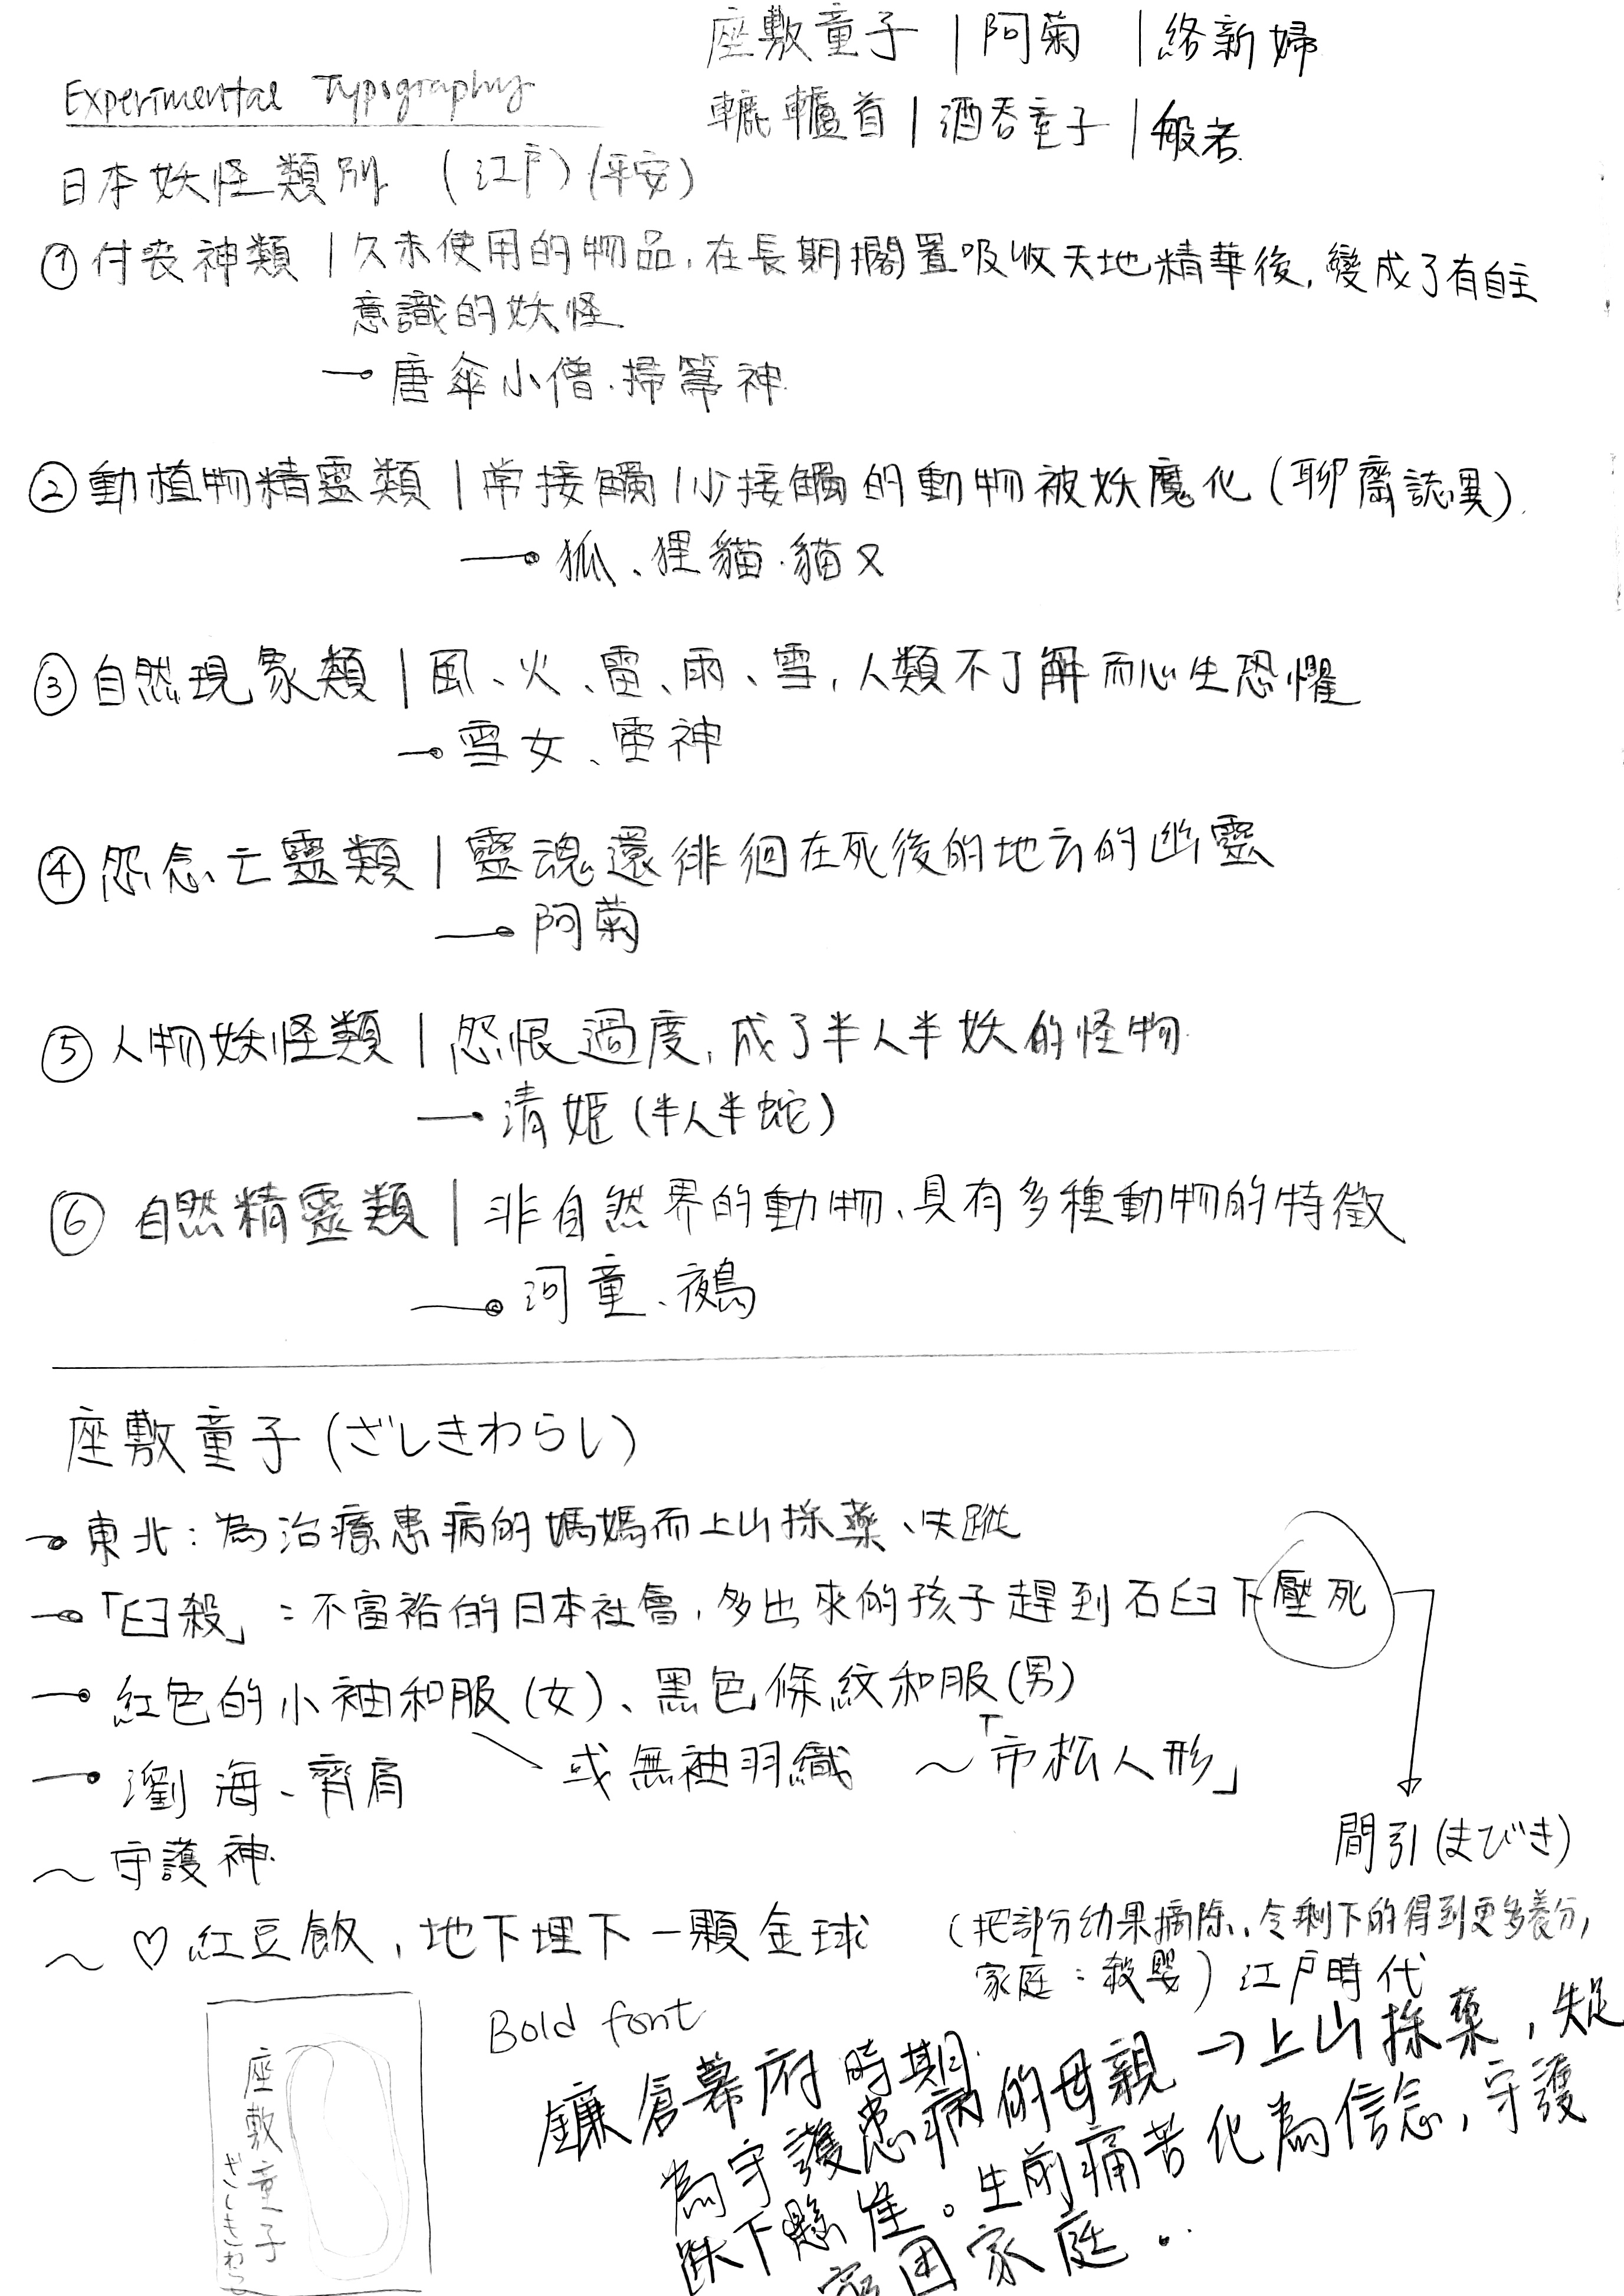 座敷童子 | 阿菊 | 絡新婦
轆轤首 | 酒吞童子 | 般若
Experimental Typography
日本妖怪類別 (江戶) (平安)
① 付喪神類 | 久未使用的物品,在長期擱置吸收天地精華後,變成了有自主
意識的妖怪
→ 唐傘小僧.掃箒神.
② 動植物精靈類 | 常接觸 | 少接觸的動物被妖魔化 (聊齋誌異).
→ 狐、狸貓.貓又
③ 自然現象類 | 風、火、雷、雨、雪,人類不了解而心生恐懼
→ 雪女、雷神
④ 怨念亡靈類 | 靈魂還徘徊在死後的地方的幽靈
→ 阿菊
⑤ 人物妖怪類 | 怨恨過度,成了半人半妖的怪物.
→ 清姬 (半人半蛇)
⑥ 自然精靈類 | 非自然界的動物、具有多種動物的特徵
→ 河童、鵺
座敷童子 (ざしきわらし)
→ 東北:為治療患病的媽媽而上山採藥、失蹤
→ 「臼殺」:不富裕的日本社會,多出來的孩子趕到石臼下壓死
→ 紅色的小袖和服 (女)、黑色條紋和服 (男)
或無袖羽織 ~「市松人形」
→ 瀏海、齊肩
~ 守護神.
間引 (まびき)
~ ♡ 紅豆飯,地下埋下一顆金球
(把部分幼果摘除、令剩下的得到更多養分,
家庭:殺嬰) 江戶時代
Bold font
座敷童子
ざしきわら
鐮倉幕府時期.
為守護患病的母親 → 上山採藥,失足
跌下懸崖。生前痛苦化為信念,守護
窮困家庭.